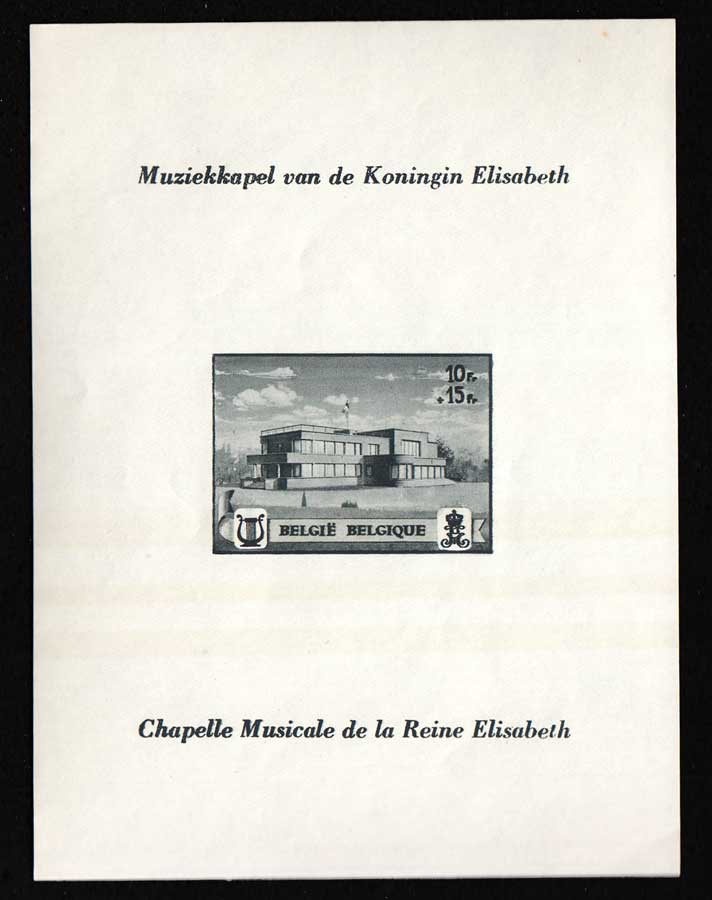 Muziekkapel van de Koningin Elisabeth
10Fr
+15Fr
BELGIË BELGIQUE
Chapelle Musicale de la Reine Elisabeth